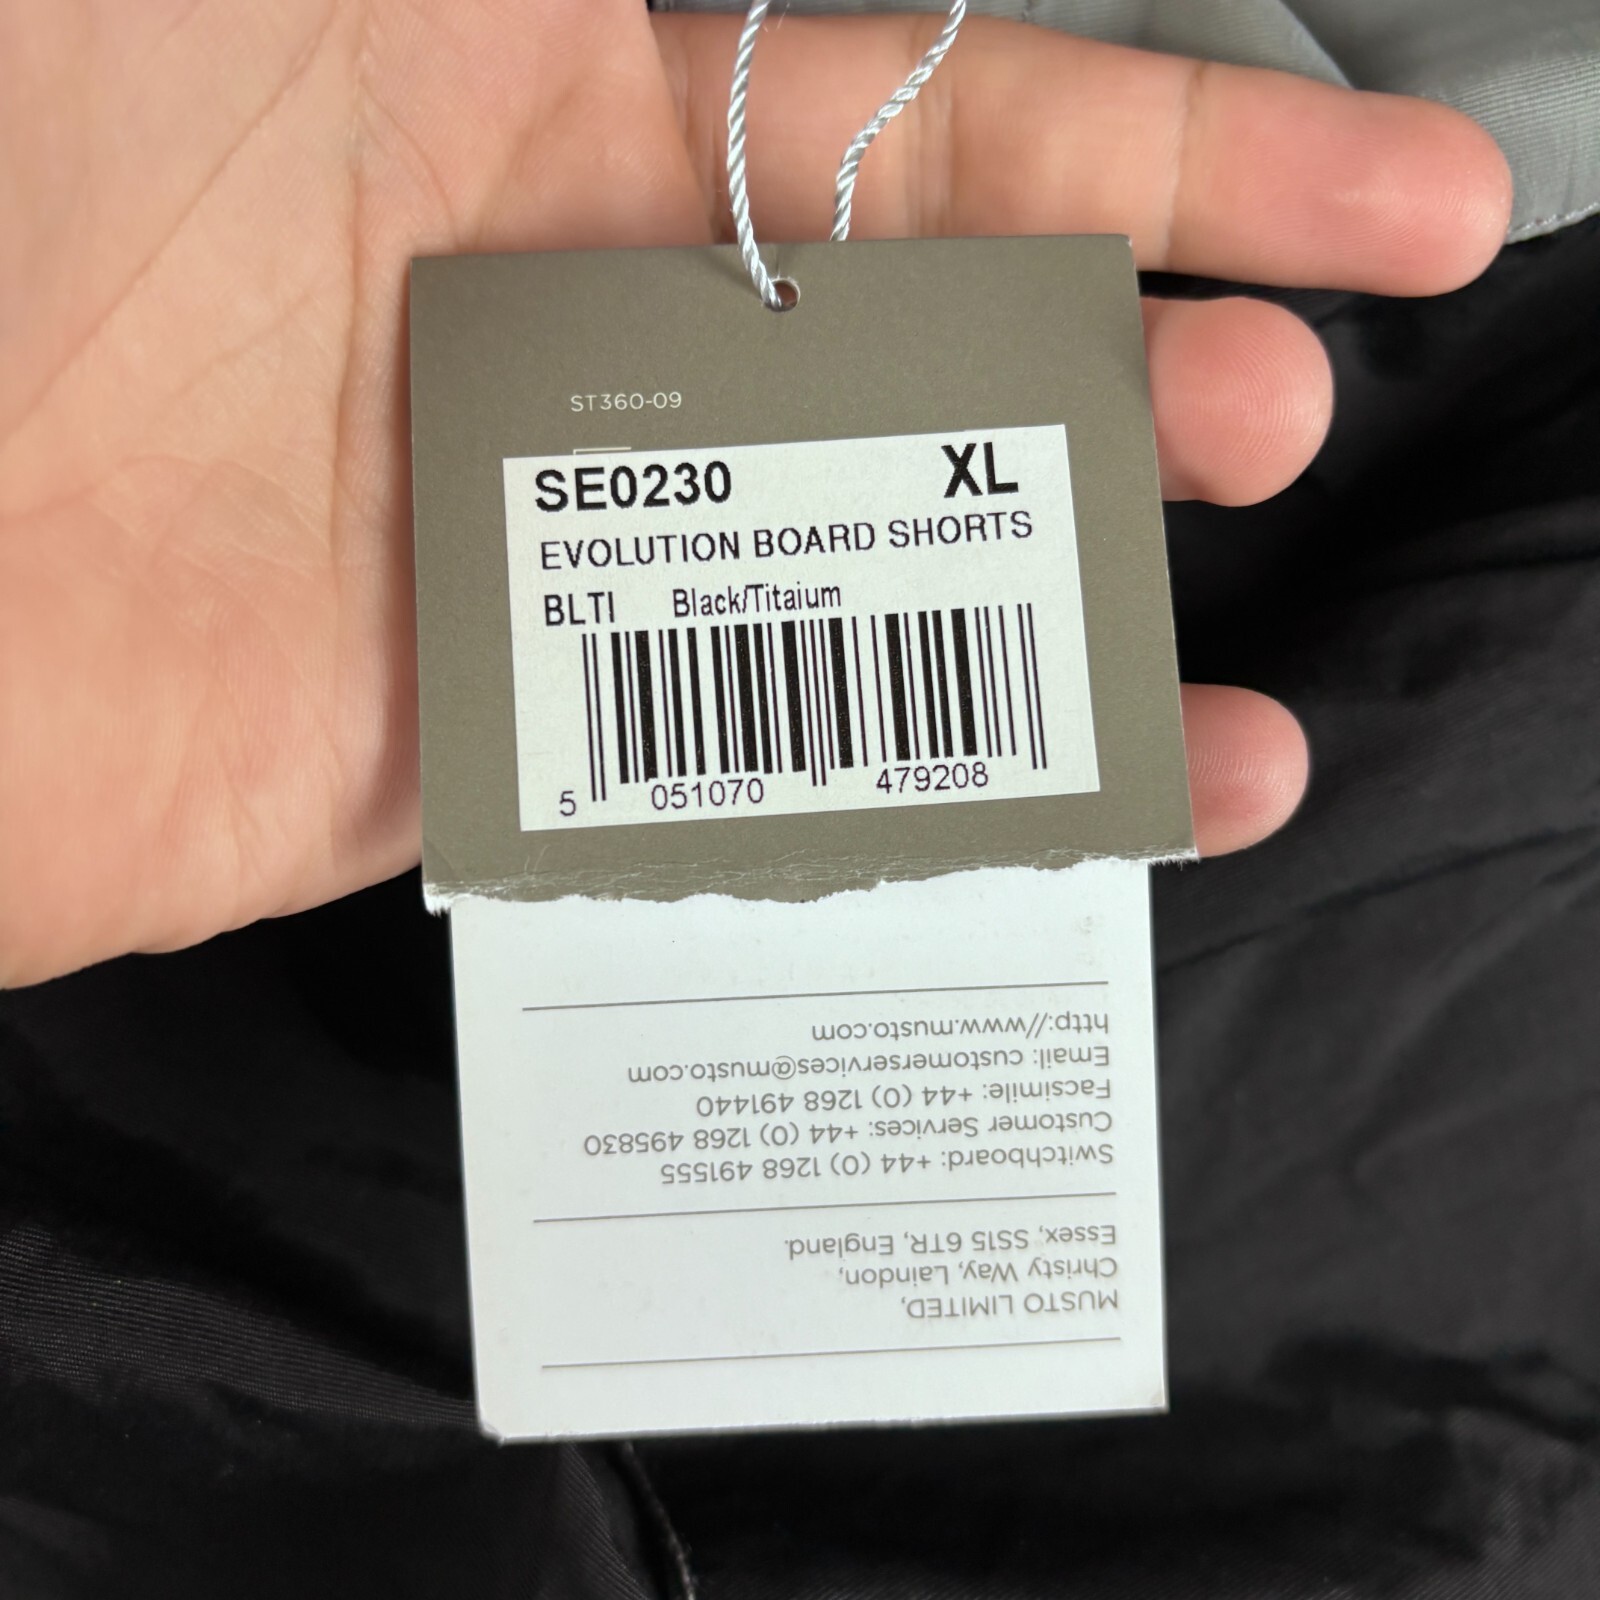 ST360-09
SE0230 XL
EVOLUTION BOARD SHORTS
BLTI Black/Titaium
5 051070 479208
MUSTO LIMITED,
Christy Way, Laindon,
Essex, SS15 6TR, England.
Switchboard: +44 (0) 1268 491555
Customer Services: +44 (0) 1268 495830
Facsimile: +44 (0) 1268 491440
Email: customerservices@musto.com
http://www.musto.com